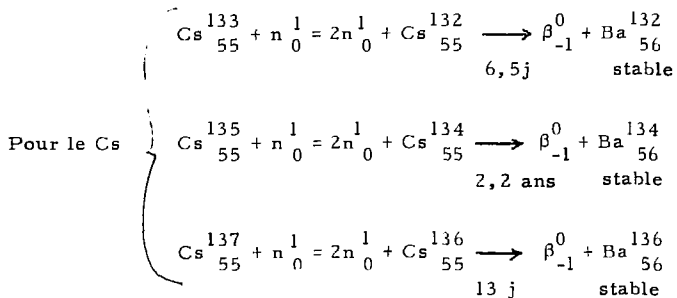 Cs 133 55 + n 1 0 = 2n 1 0 + Cs 132 55 ⟶ β 0 -1 + Ba 132 56
6,5j stable
Pour le Cs
Cs 135 55 + n 1 0 = 2n 1 0 + Cs 134 55 ⟶ β 0 -1 + Ba 134 56
2,2 ans stable
Cs 137 55 + n 1 0 = 2n 1 0 + Cs 136 55 ⟶ β 0 -1 + Ba 136 56
13 j stable